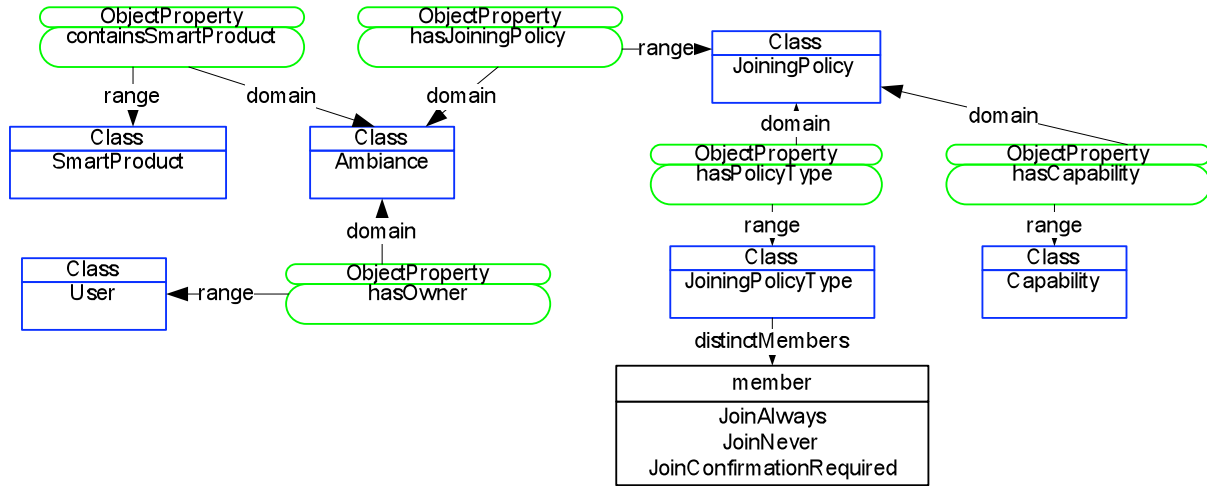 ObjectProperty
containsSmartProduct
ObjectProperty
hasJoiningPolicy
range
Class
JoiningPolicy
range
domain
domain
domain
domain
Class
SmartProduct
Class
Ambiance
ObjectProperty
hasPolicyType
ObjectProperty
hasCapability
domain
range
range
Class
User
range
ObjectProperty
hasOwner
Class
JoiningPolicyType
Class
Capability
distinctMembers
member
JoinAlways
JoinNever
JoinConfirmationRequired